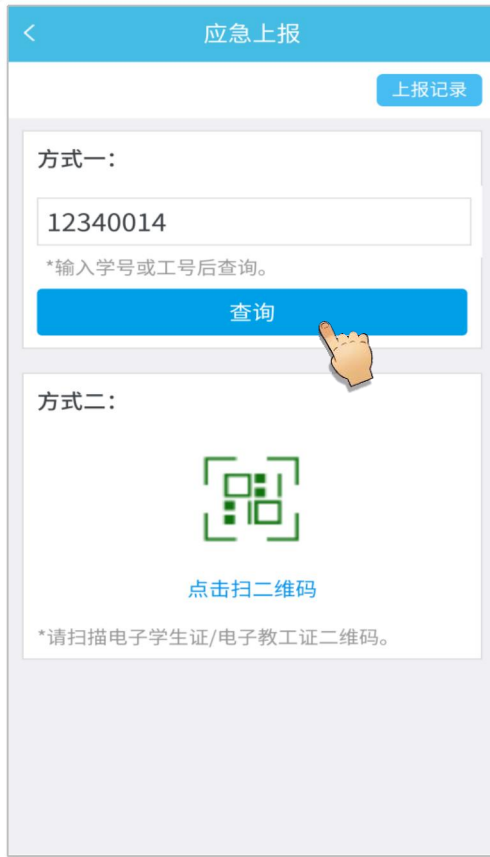 应急上报
上报记录
方式一：
12340014
*输入学号或工号后查询。
查询
方式二：
点击扫二维码
*请扫描电子学生证/电子教工证二维码。